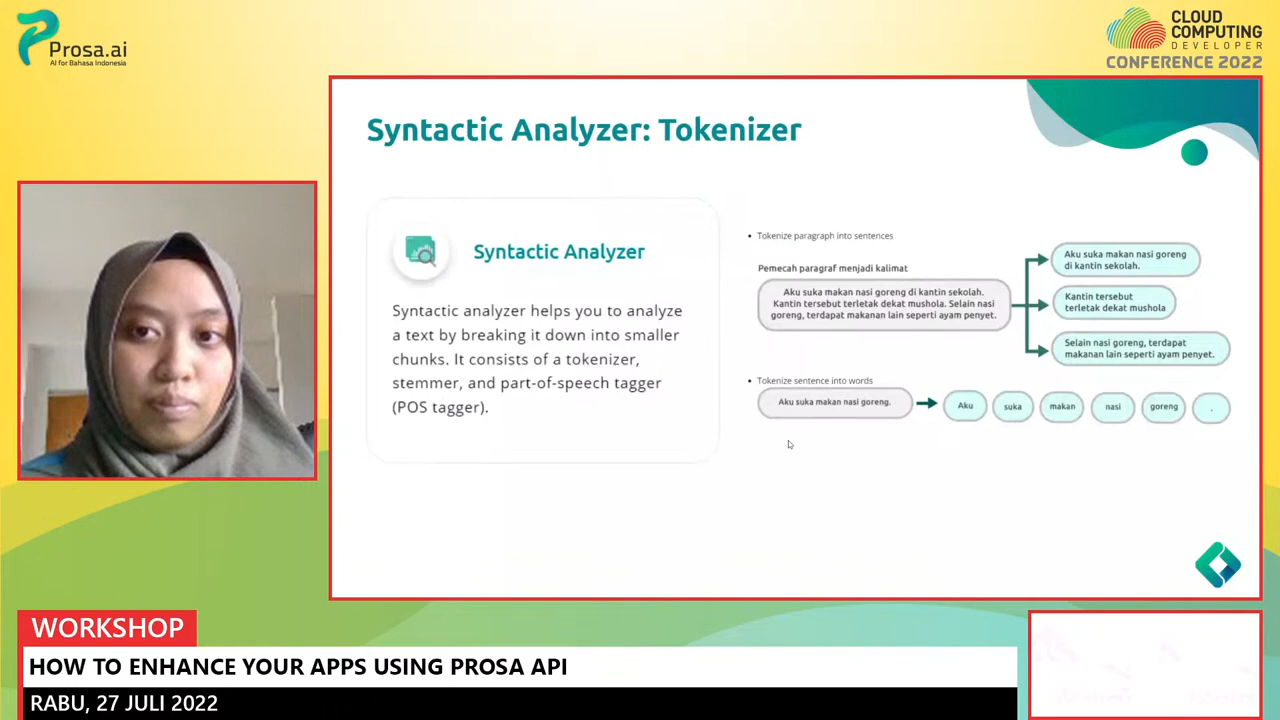 Prosa.ai
AI for Bahasa Indonesia
CLOUD
COMPUTING
DEVELOPER
CONFERENCE 2022
Syntactic Analyzer: Tokenizer
Syntactic Analyzer
Syntactic analyzer helps you to analyze
a text by breaking it down into smaller
chunks. It consists of a tokenizer,
stemmer, and part-of-speech tagger
(POS tagger).
• Tokenize paragraph into sentences
Pemecah paragraf menjadi kalimat
Aku suka makan nasi goreng di kantin sekolah.
Kantin tersebut terletak dekat mushola. Selain nasi
goreng, terdapat makanan lain seperti ayam penyet.
Aku suka makan nasi goreng
di kantin sekolah.
Kantin tersebut
terletak dekat mushola
Selain nasi goreng, terdapat
makanan lain seperti ayam penyet.
• Tokenize sentence into words
Aku suka makan nasi goreng.
Aku suka makan nasi goreng .
WORKSHOP
HOW TO ENHANCE YOUR APPS USING PROSA API
RABU, 27 JULI 2022